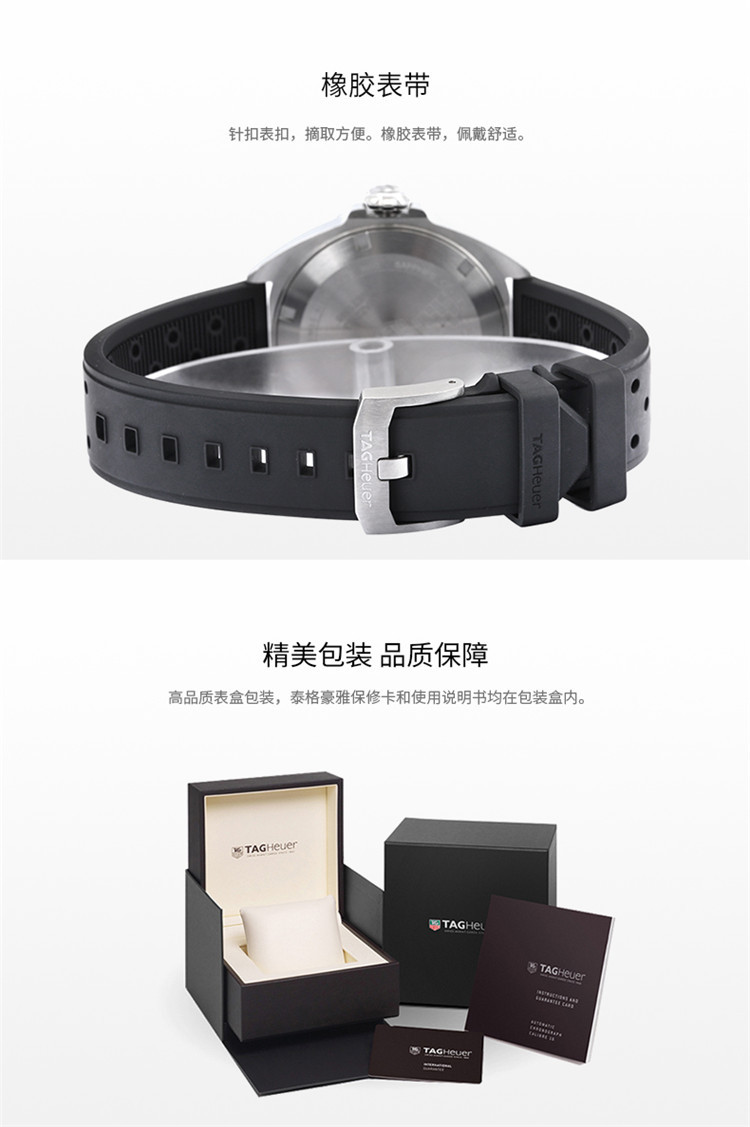 橡胶表带
针扣表扣，摘取方便。橡胶表带，佩戴舒适。
TAGHeuer
TAGHeuer
精美包装 品质保障
高品质表盒包装，泰格豪雅保修卡和使用说明书均在包装盒内。
TAGHeuer
TAGHeu
TAGHeuer
INSTRUCTIONS AND
GUARANTEE CARD
AUTOMATIC
CHRONOGRAPH
CALIBRE 16
TAGHeuer
INTERNATIONAL
GUARANTEE